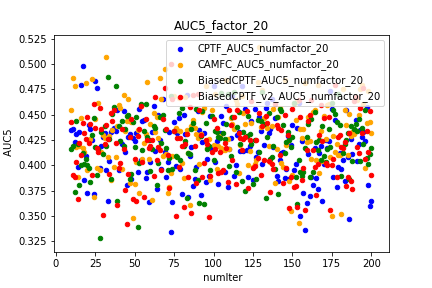 AUC5_factor_20
CPTF_AUC5_numfactor_20
CAMFC_AUC5_numfactor_20
BiasedCPTF_AUC5_numfactor_20
BiasedCPTF_V2_AUC5_numfactor_20
AUC5
0.525
0.500
0.475
0.450
0.425
0.400
0.375
0.350
0.325
0 25 50 75 100 125 150 175 200
numIter